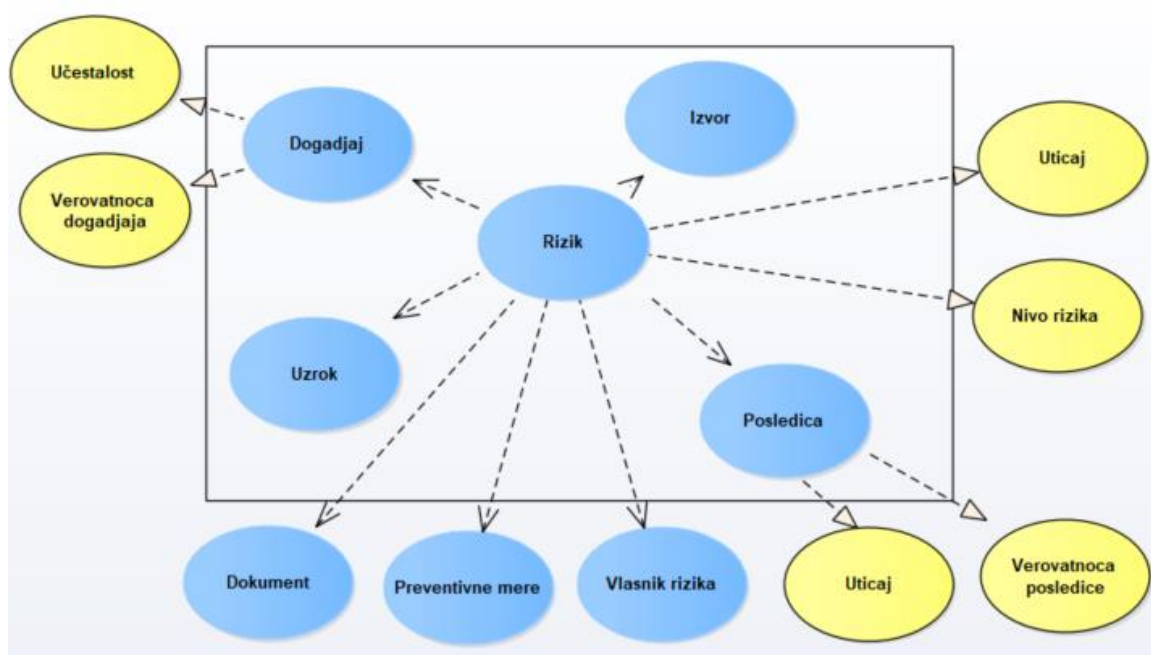 Učestalost
Dogadjaj
Izvor
Uticaj
Verovatnoca
dogadjaja
Rizik
Nivo rizika
Uzrok
Posledica
Dokument
Preventivne mere
Vlasnik rizika
Uticaj
Verovatnoca
posledice